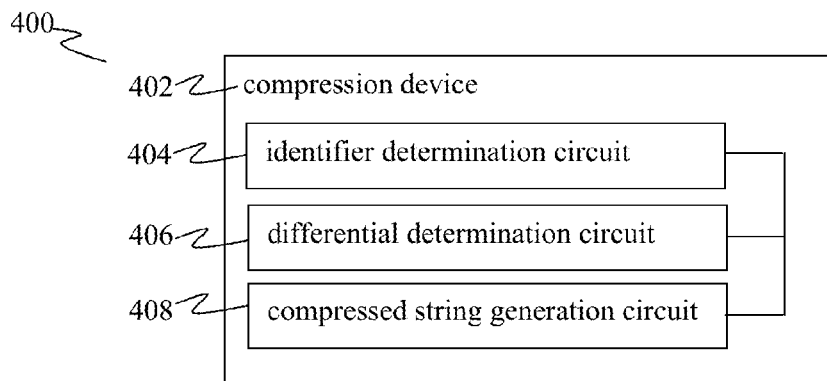 400
402 compression device
404 identifier determination circuit
406 differential determination circuit
408 compressed string generation circuit